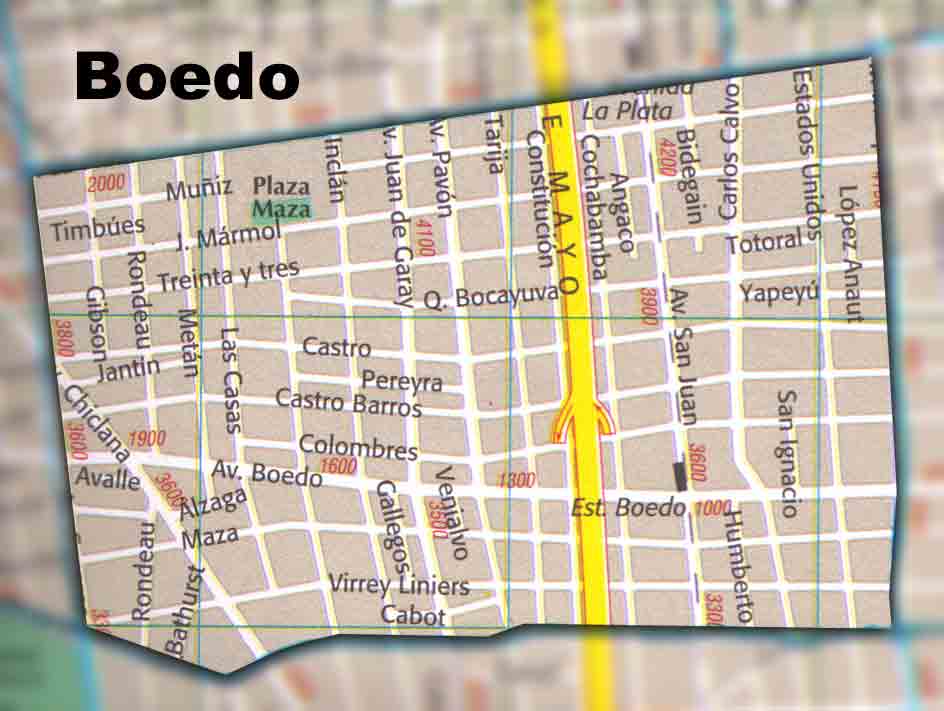 Boedo
La Plata
2000
Muñiz
Plaza
Maza
Inclán
Av. Juan de Garay
Av. Pavón
4100
Tarija
Constitución
E MAYO
Cochabamba
Angaco
4200
Bidegain
Carlos Calvo
Estados Unidos
López Anaut
Timbúes
J. Mármol
Totoral
Rondeau
Treinta y tres
Q. Bocayuva
Yapeyú
Gibson
3800
Metán
Las Casas
3900
Av. San Juan
Castro
Jantín
Pereyra
Castro Barros
San Ignacio
Chiclana
3600
1900
Colombres
Avalle
3600
Av. Boedo
1600
1300
3600
Alzaga
Gallegos
Venialvo
3500
Est. Boedo
1000
Maza
Humberto
Rondeau
Bathurst
Virrey Liniers
Cabot
3300